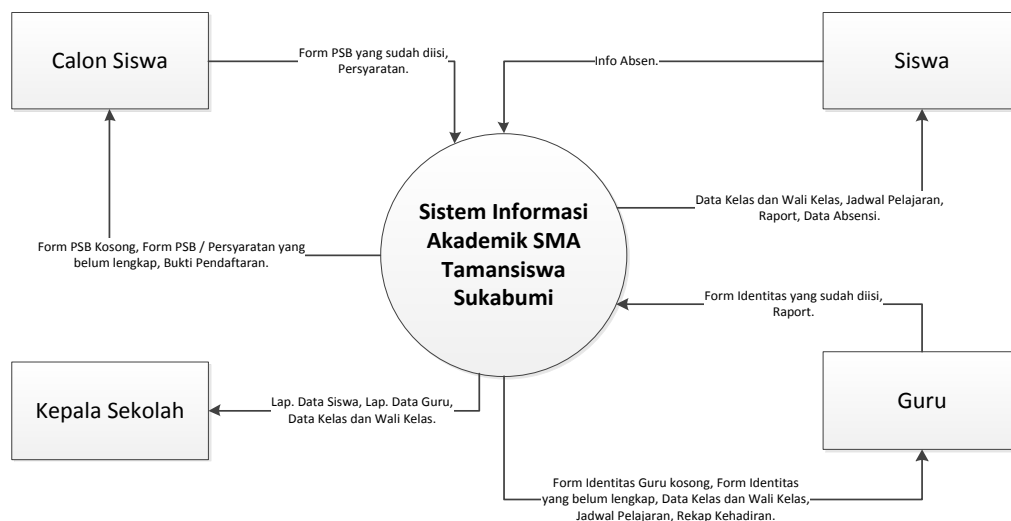 Calon Siswa
Form PSB yang sudah diisi,
Persyaratan.
Info Absen.
Siswa
Sistem Informasi
Akademik SMA
Tamansiswa
Sukabumi
Data Kelas dan Wali Kelas, Jadwal Pelajaran,
Raport, Data Absensi.
Form PSB Kosong, Form PSB / Persyaratan yang
belum lengkap, Bukti Pendaftaran.
Form Identitas yang sudah diisi,
Raport.
Kepala Sekolah
Lap. Data Siswa, Lap. Data Guru,
Data Kelas dan Wali Kelas.
Guru
Form Identitas Guru kosong, Form Identitas
yang belum lengkap, Data Kelas dan Wali Kelas,
Jadwal Pelajaran, Rekap Kehadiran.